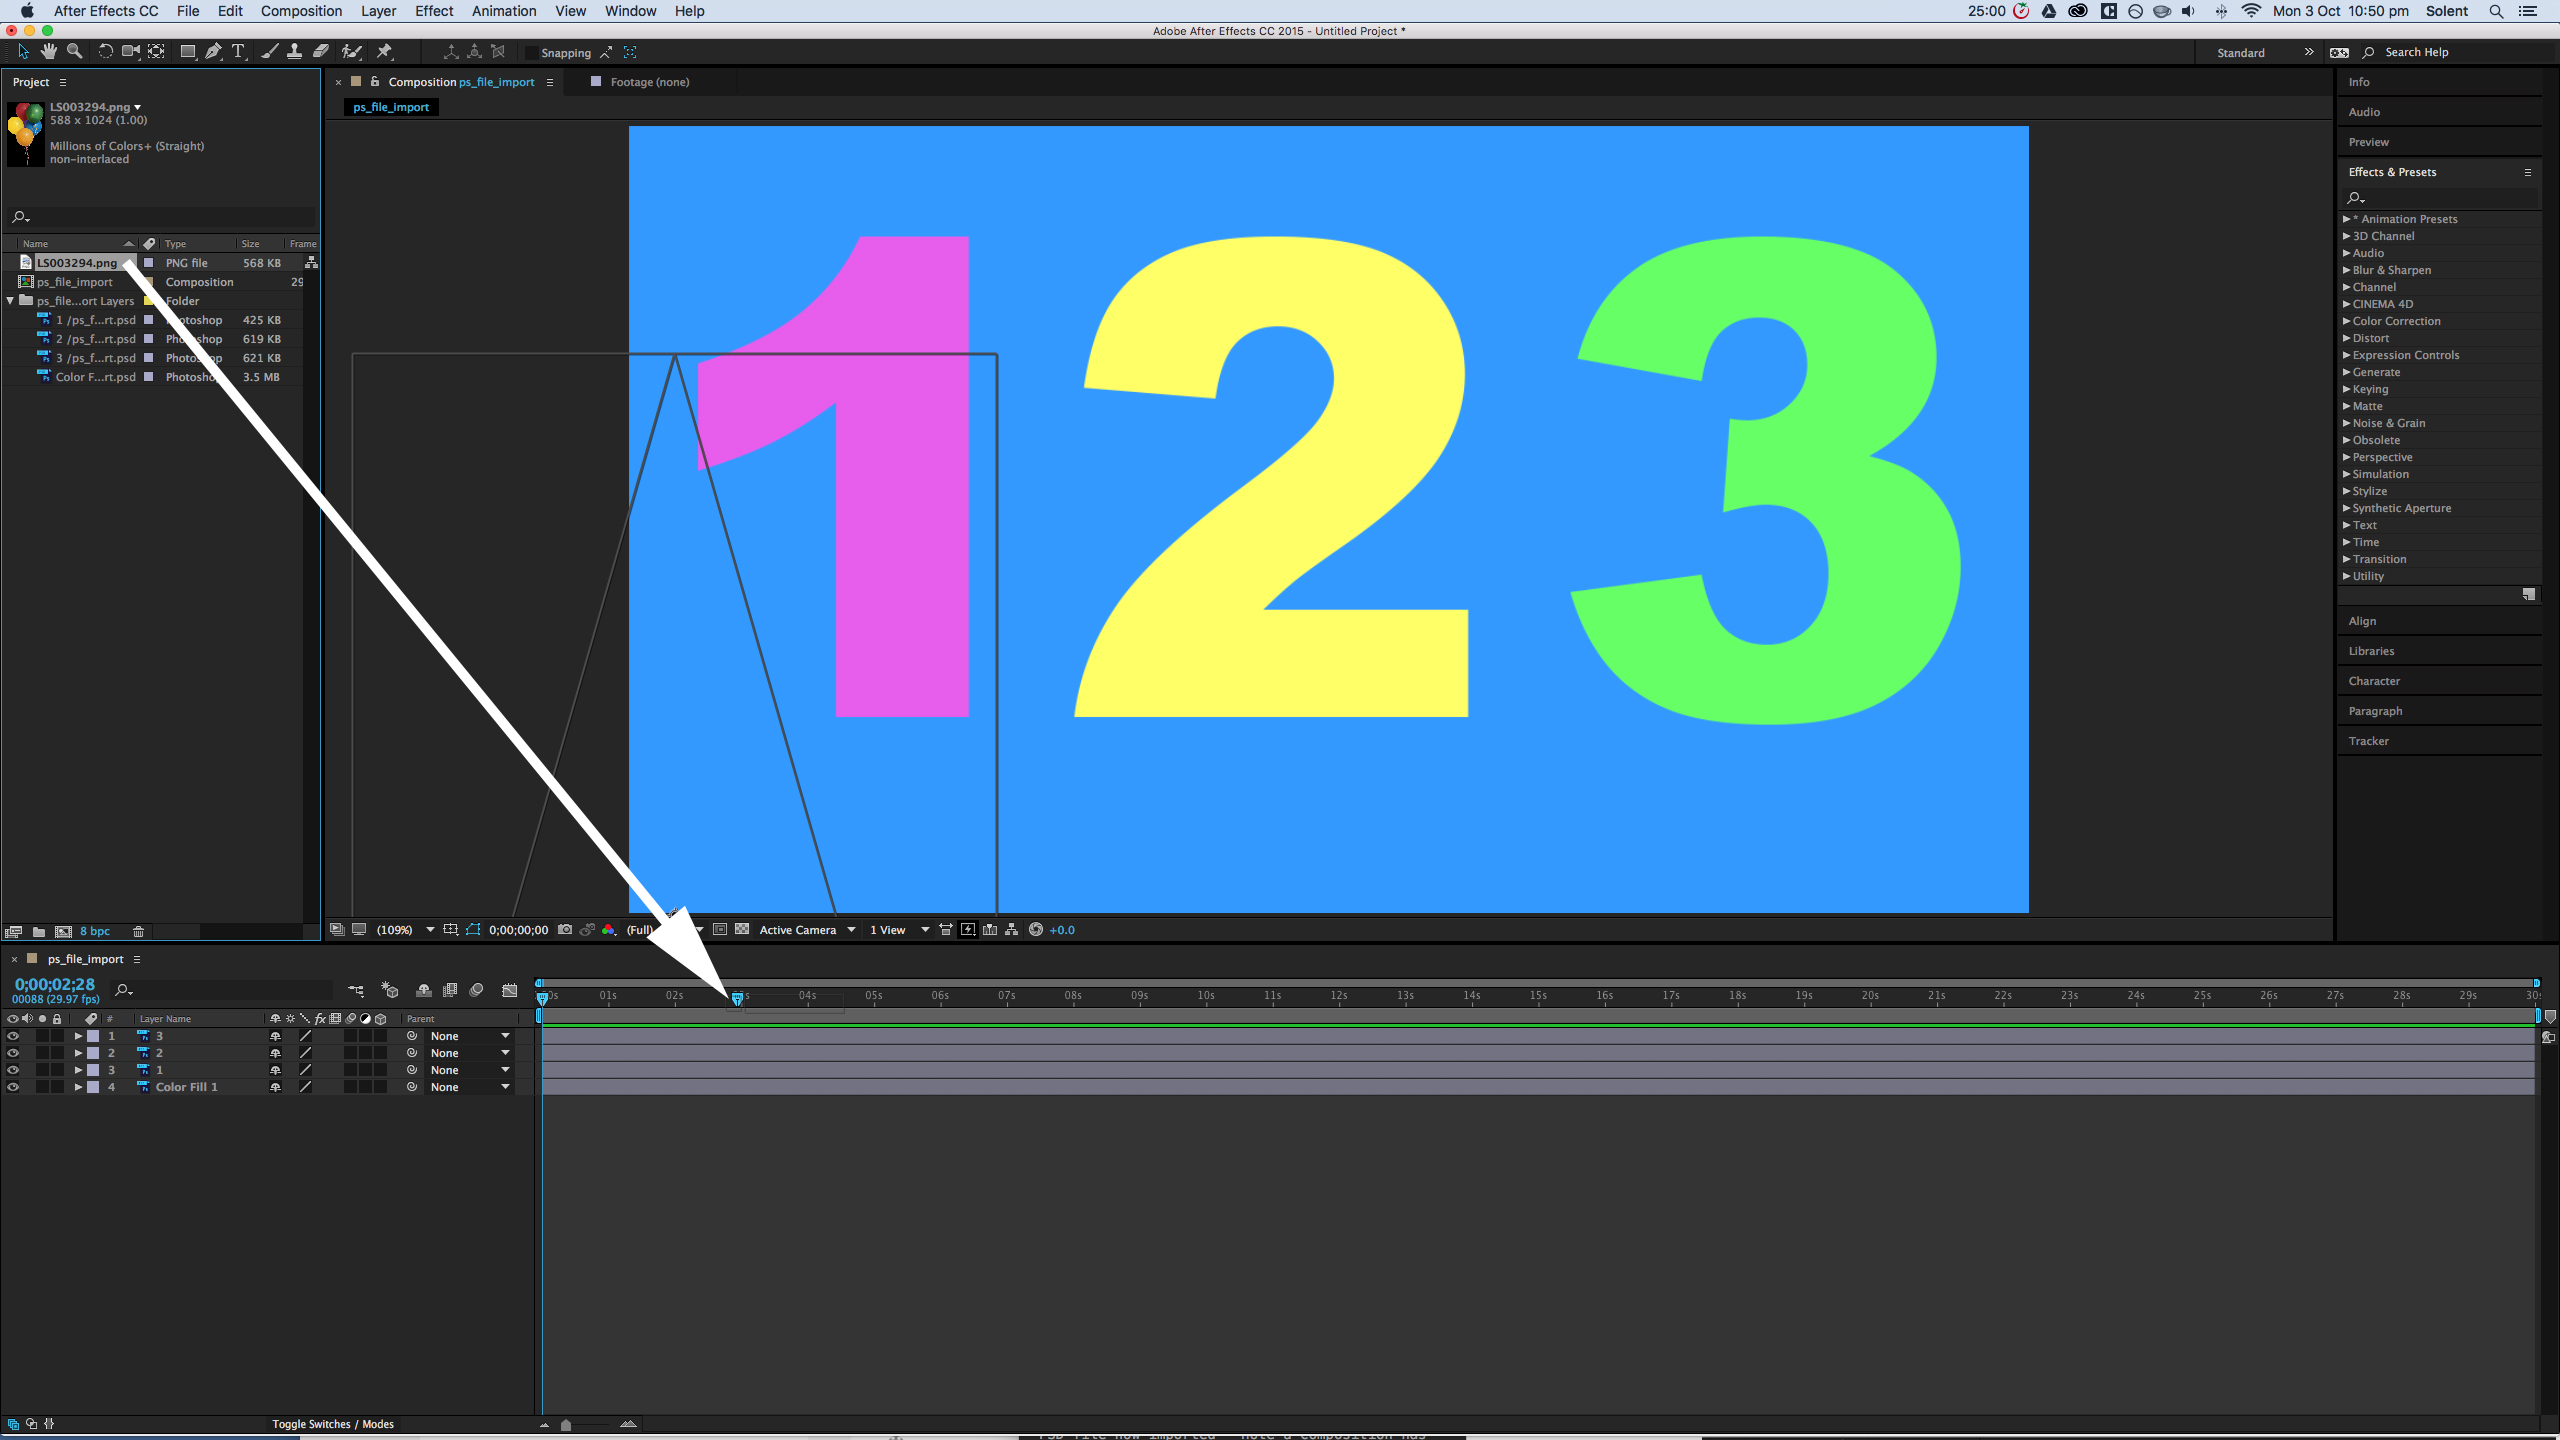 After Effects CC File Edit Composition Layer Effect Animation View Window Help 25:00 Mon 3 Oct 10:50 pm Solent
Adobe After Effects CC 2015 - Untitled Project *
T Snapping Standard Search Help
Project
LS003294.png
588 x 1024 (1.00)
Millions of Colors+ (Straight)
non-interlaced
Name Type Size Frame
LS003294.png PNG file 568 KB
ps_file_import Composition 29
ps_file...ort Layers Folder
1 /ps_f...rt.psd Photoshop 425 KB
2 /ps_f...rt.psd Photoshop 619 KB
3 /ps_f...rt.psd Photoshop 621 KB
Color F...rt.psd Photoshop 3.5 MB
8 bpc
Composition ps_file_import Footage (none)
ps_file_import
1 2 3
(109%) 0;00;00;00 (Full) Active Camera 1 View +0.0
Info
Audio
Preview
Effects & Presets
* Animation Presets
3D Channel
Audio
Blur & Sharpen
Channel
CINEMA 4D
Color Correction
Distort
Expression Controls
Generate
Keying
Matte
Noise & Grain
Obsolete
Perspective
Simulation
Stylize
Synthetic Aperture
Text
Time
Transition
Utility
Align
Libraries
Character
Paragraph
Tracker
ps_file_import
0;00;02;28
00088 (29.97 fps)
01s 02s 04s 05s 06s 07s 08s 09s 10s 11s 12s 13s 14s 15s 16s 17s 18s 19s 20s 21s 22s 23s 24s 25s 26s 27s 28s 29s 30s
# Layer Name fx Parent
1 3 None
2 2 None
3 1 None
4 Color Fill 1 None
Toggle Switches / Modes